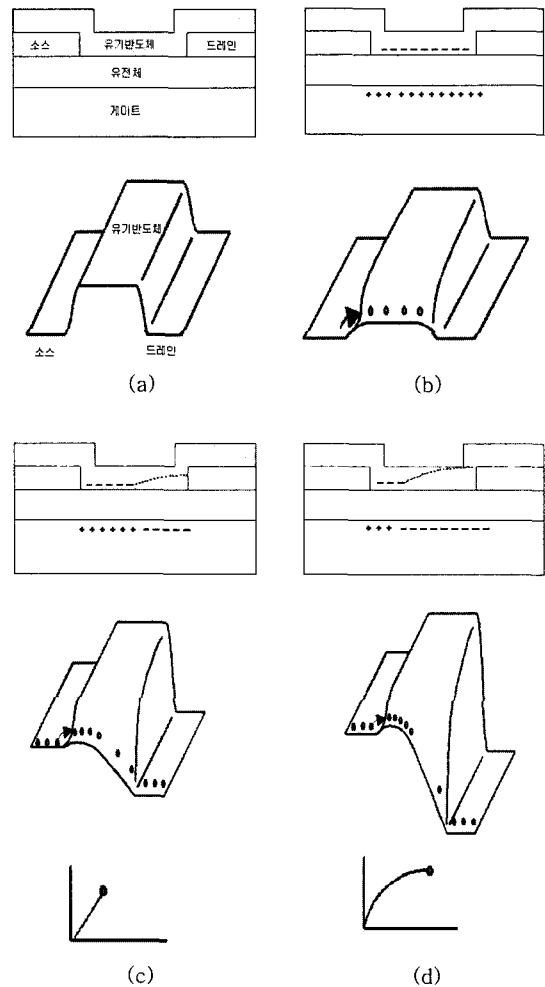 소스 유기반도체 드레인
유전체
게이트
유기반도체
소스 드레인
(a)
(b)
(c)
(d)